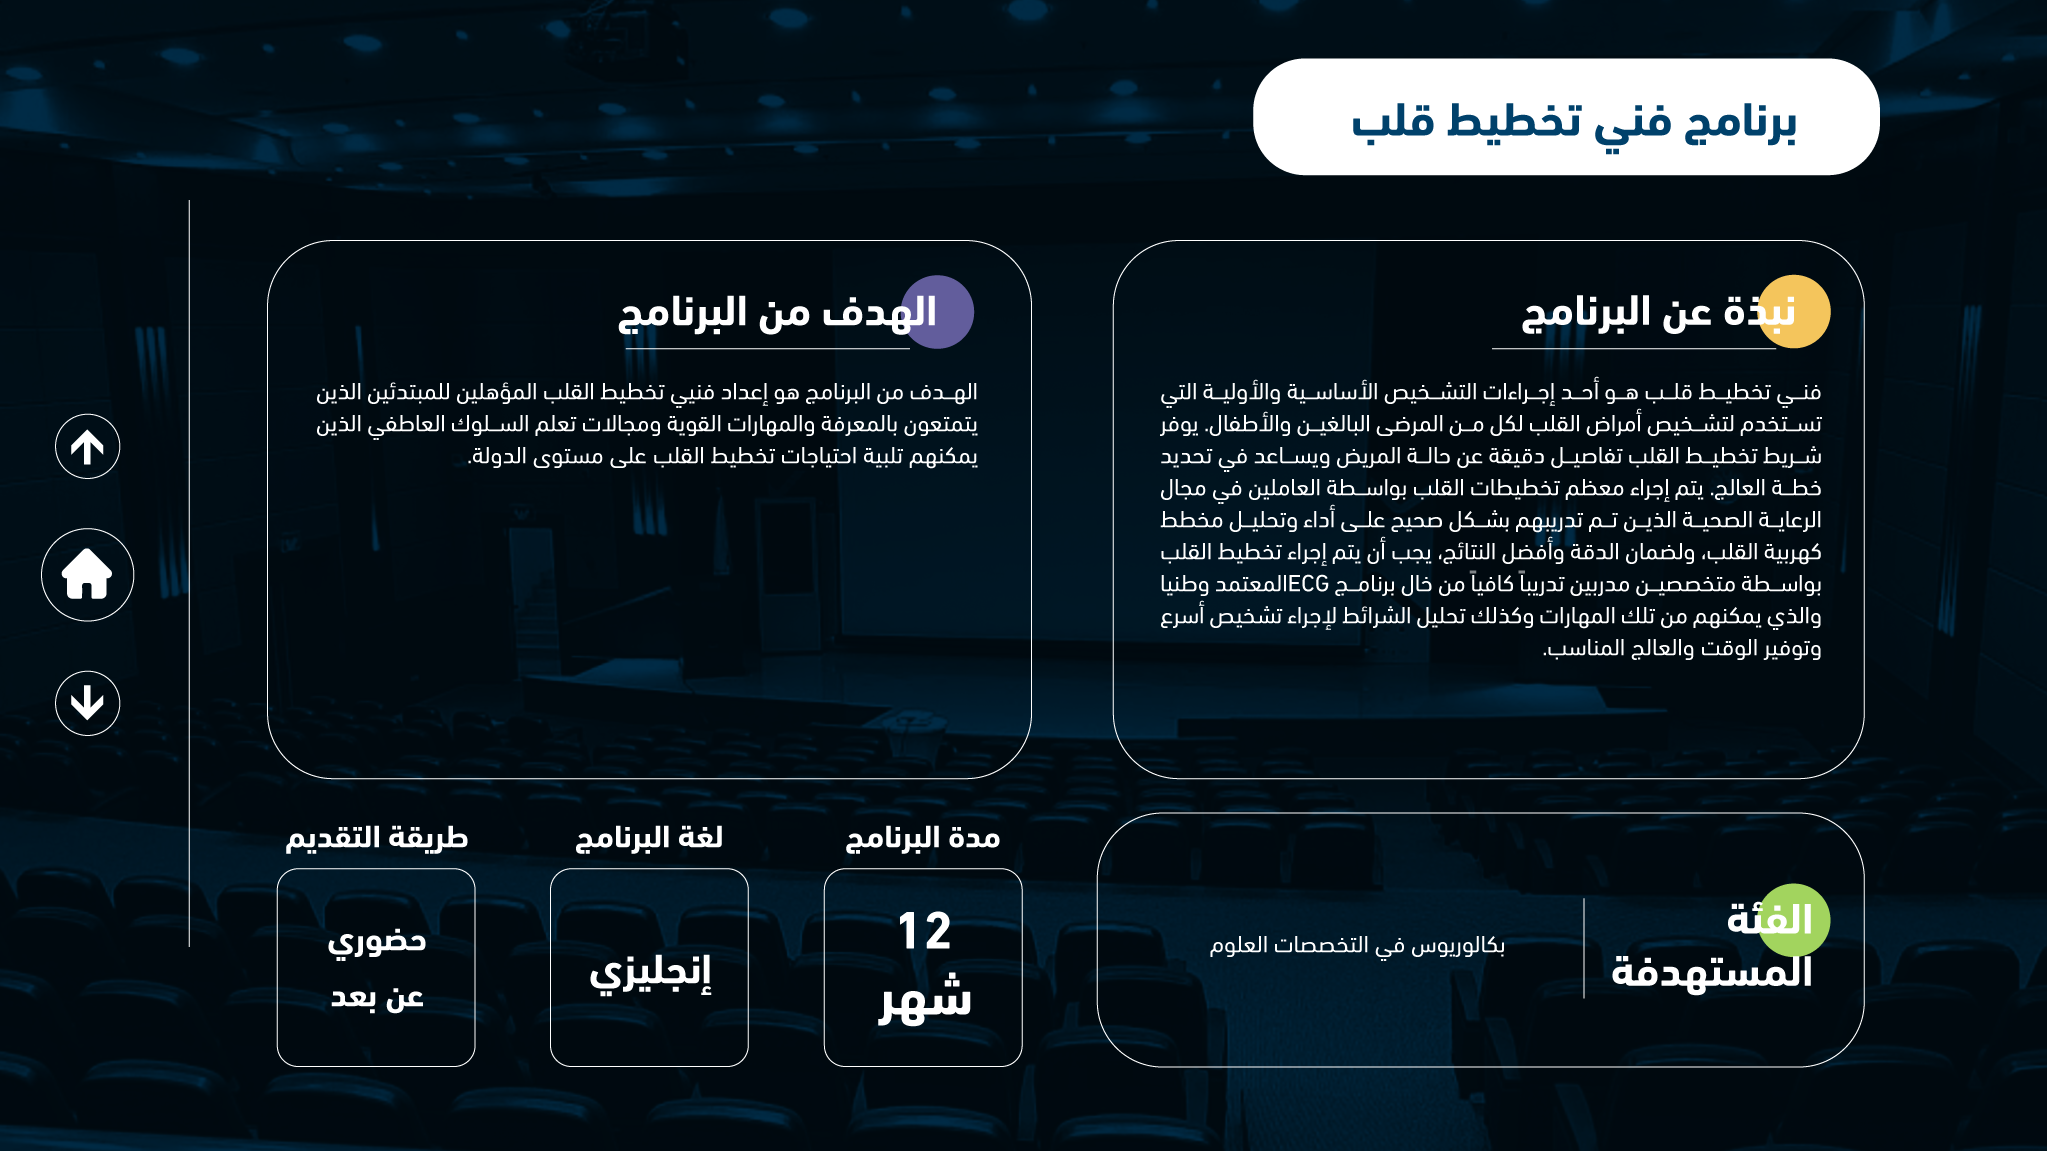 برنامج فني تخطيط قلب
نبذة عن البرنامج
فني تخطيط قلب هو أحد إجراءات التشخيص الأساسية والأولية التي
تستخدم لتشخيص أمراض القلب لكل من المرضى البالغين والأطفال. يوفر
شريط تخطيط القلب تفاصيل دقيقة عن حالة المريض ويساعد في تحديد
خطة العالج. يتم إجراء معظم تخطيطات القلب بواسطة العاملين في مجال
الرعاية الصحية الذين تم تدريبهم بشكل صحيح على أداء وتحليل مخطط
كهربية القلب، ولضمان الدقة وأفضل النتائج، يجب أن يتم إجراء تخطيط القلب
بواسطة متخصصين مدربين تدريباً كافياً من خال برنامج ECGالمعتمد وطنيا
والذي يمكنهم من تلك المهارات وكذلك تحليل الشرائط لإجراء تشخيص أسرع
وتوفير الوقت والعالج المناسب.
الهدف من البرنامج
الهدف من البرنامج هو إعداد فنيي تخطيط القلب المؤهلين للمبتدئين الذين
يتمتعون بالمعرفة والمهارات القوية ومجالات تعلم السلوك العاطفي الذين
يمكنهم تلبية احتياجات تخطيط القلب على مستوى الدولة.
الفئة
المستهدفة
بكالوريوس في التخصصات العلوم
مدة البرنامج
12
شهر
لغة البرنامج
إنجليزي
طريقة التقديم
حضوري
عن بعد